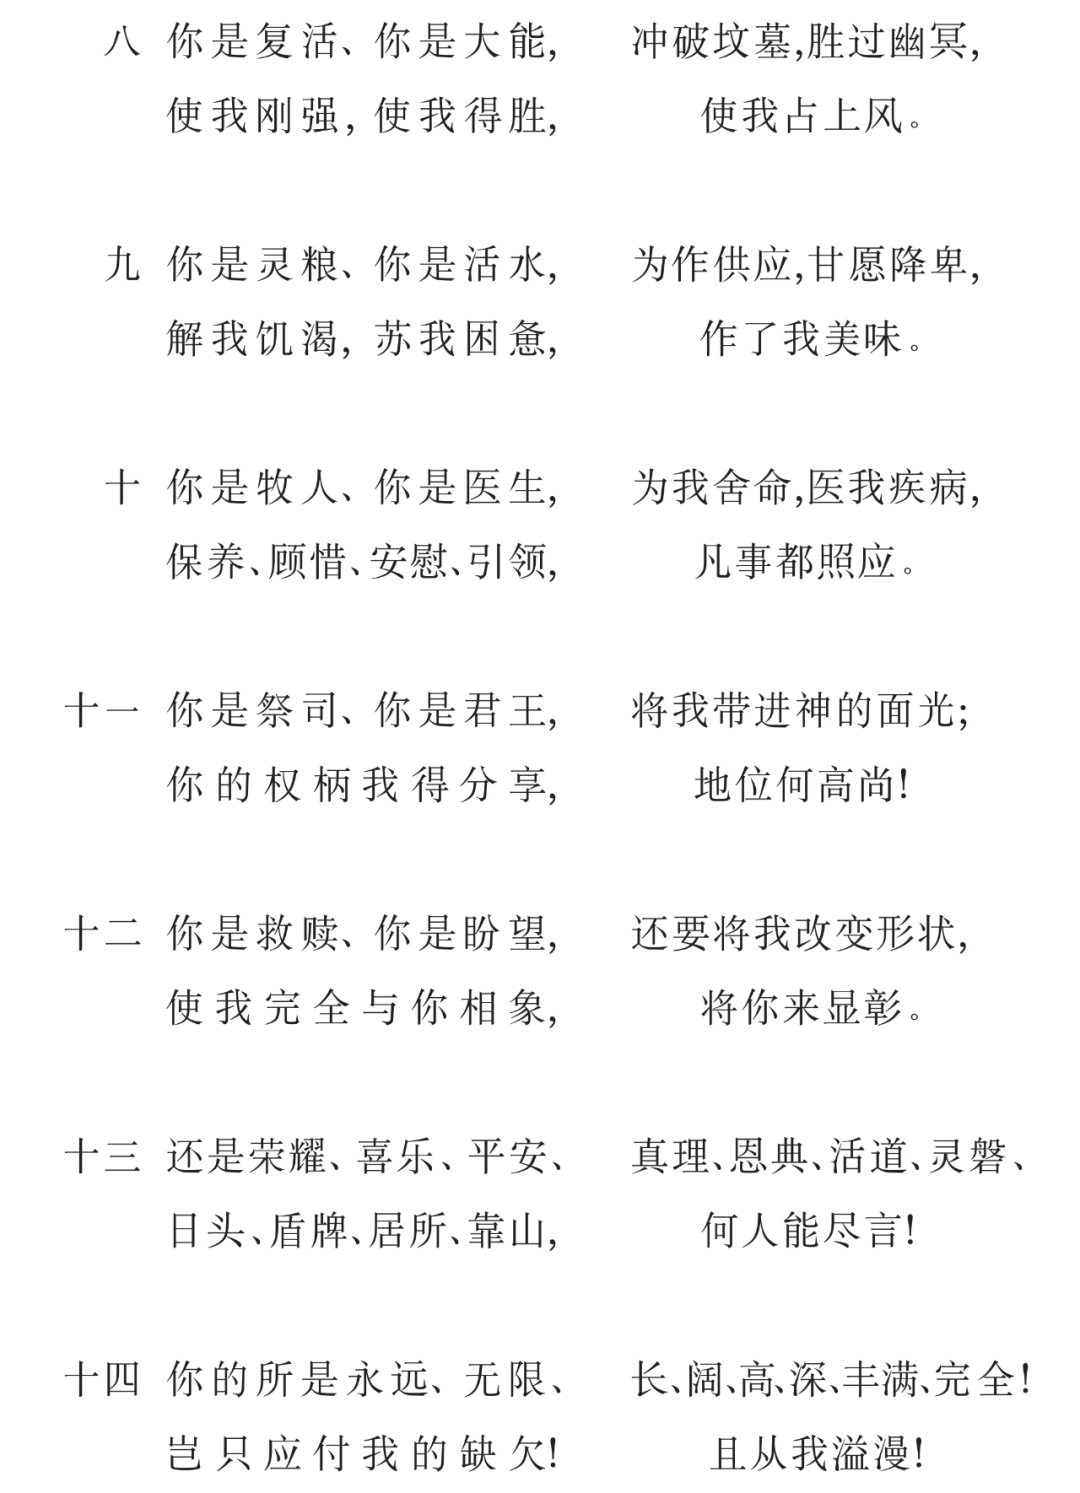 八 你是复活、你是大能, 冲破坟墓,胜过幽冥,
使我刚强, 使我得胜, 使我占上风。
九 你是灵粮、你是活水, 为作供应,甘愿降卑,
解我饥渴, 苏我困惫, 作了我美味。
十 你是牧人、你是医生, 为我舍命,医我疾病,
保养、顾惜、安慰、引领, 凡事都照应。
十一 你是祭司、你是君王, 将我带进神的面光;
你的权柄我得分享, 地位何高尚!
十二 你是救赎、你是盼望, 还要将我改变形状,
使我完全与你相象, 将你来显彰。
十三 还是荣耀、喜乐、平安、 真理、恩典、活道、灵磐、
日头、盾牌、居所、靠山, 何人能尽言!
十四 你的所是永远、无限、 长、阔、高、深、丰满、完全!
岂只应付我的缺欠! 且从我溢漫!